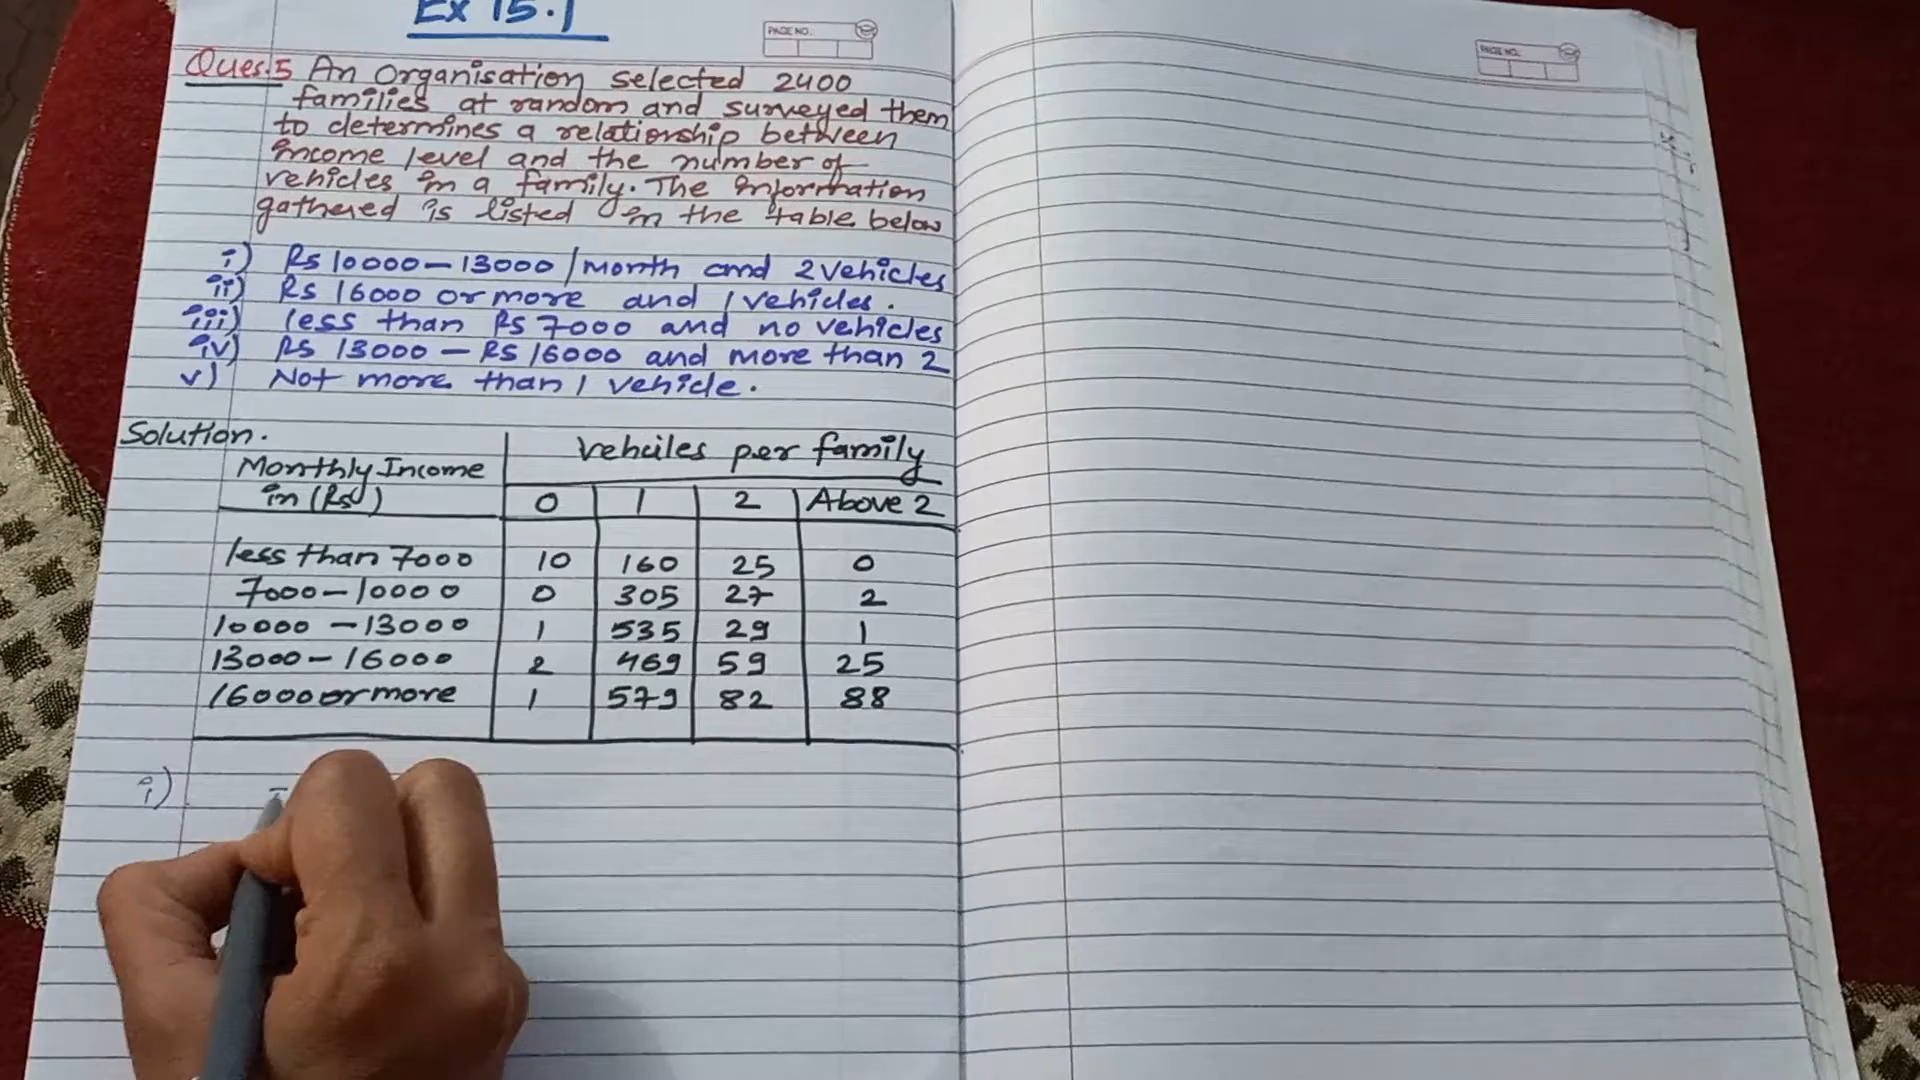 Ex 15.1
PAGE NO.
PAGE NO.
Ques.5 An Organisation selected 2400
families at random and surveyed them
to determines a relationship between
income level and the number of
vehicles in a family. The information
gathered is listed in the table below
i) Rs 10000-13000/month and 2 vehicles
ii) Rs 16000 or more and 1 vehicles.
iii) less than Rs 7000 and no vehicles
iv) Rs 13000 - Rs 16000 and more than 2
v) Not more than 1 vehicle.
Solution.
Monthly Income in (Rs) vehciles per family
0 1 2 Above 2
less than 7000 10 160 25 0
7000-10000 0 305 27 2
10000-13000 1 535 29 1
13000-16000 2 469 59 25
16000 or more 1 579 82 88
i)